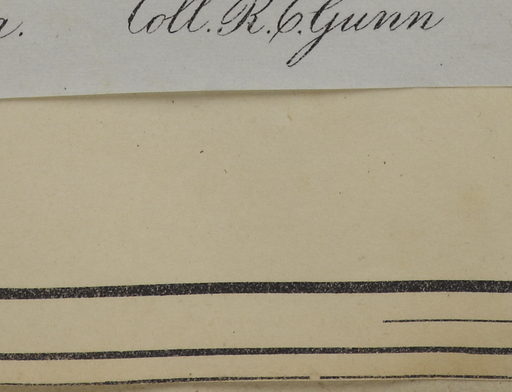 a. Coll. R. C. Gunn